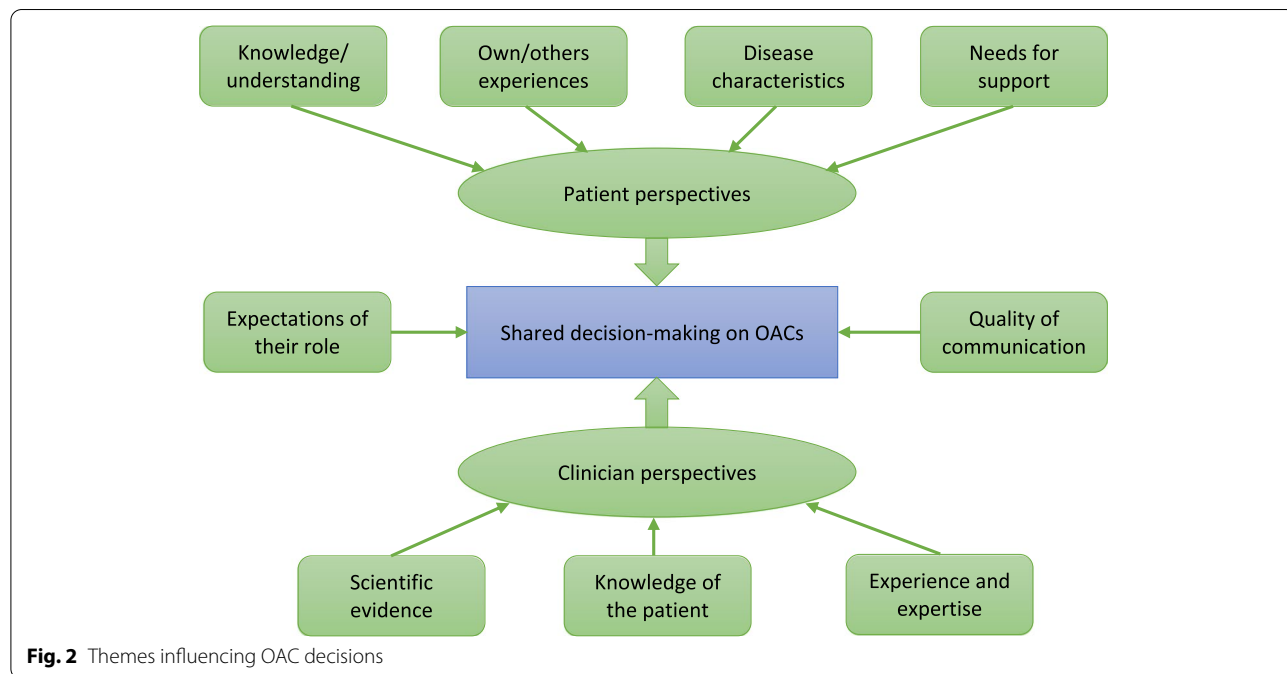 Knowledge/
understanding
Own/others
experiences
Disease
characteristics
Needs for
support
Patient perspectives
Expectations of
their role
Shared decision-making on OACs
Quality of
communication
Clinician perspectives
Scientific
evidence
Knowledge of
the patient
Experience and
expertise
Fig. 2 Themes influencing OAC decisions